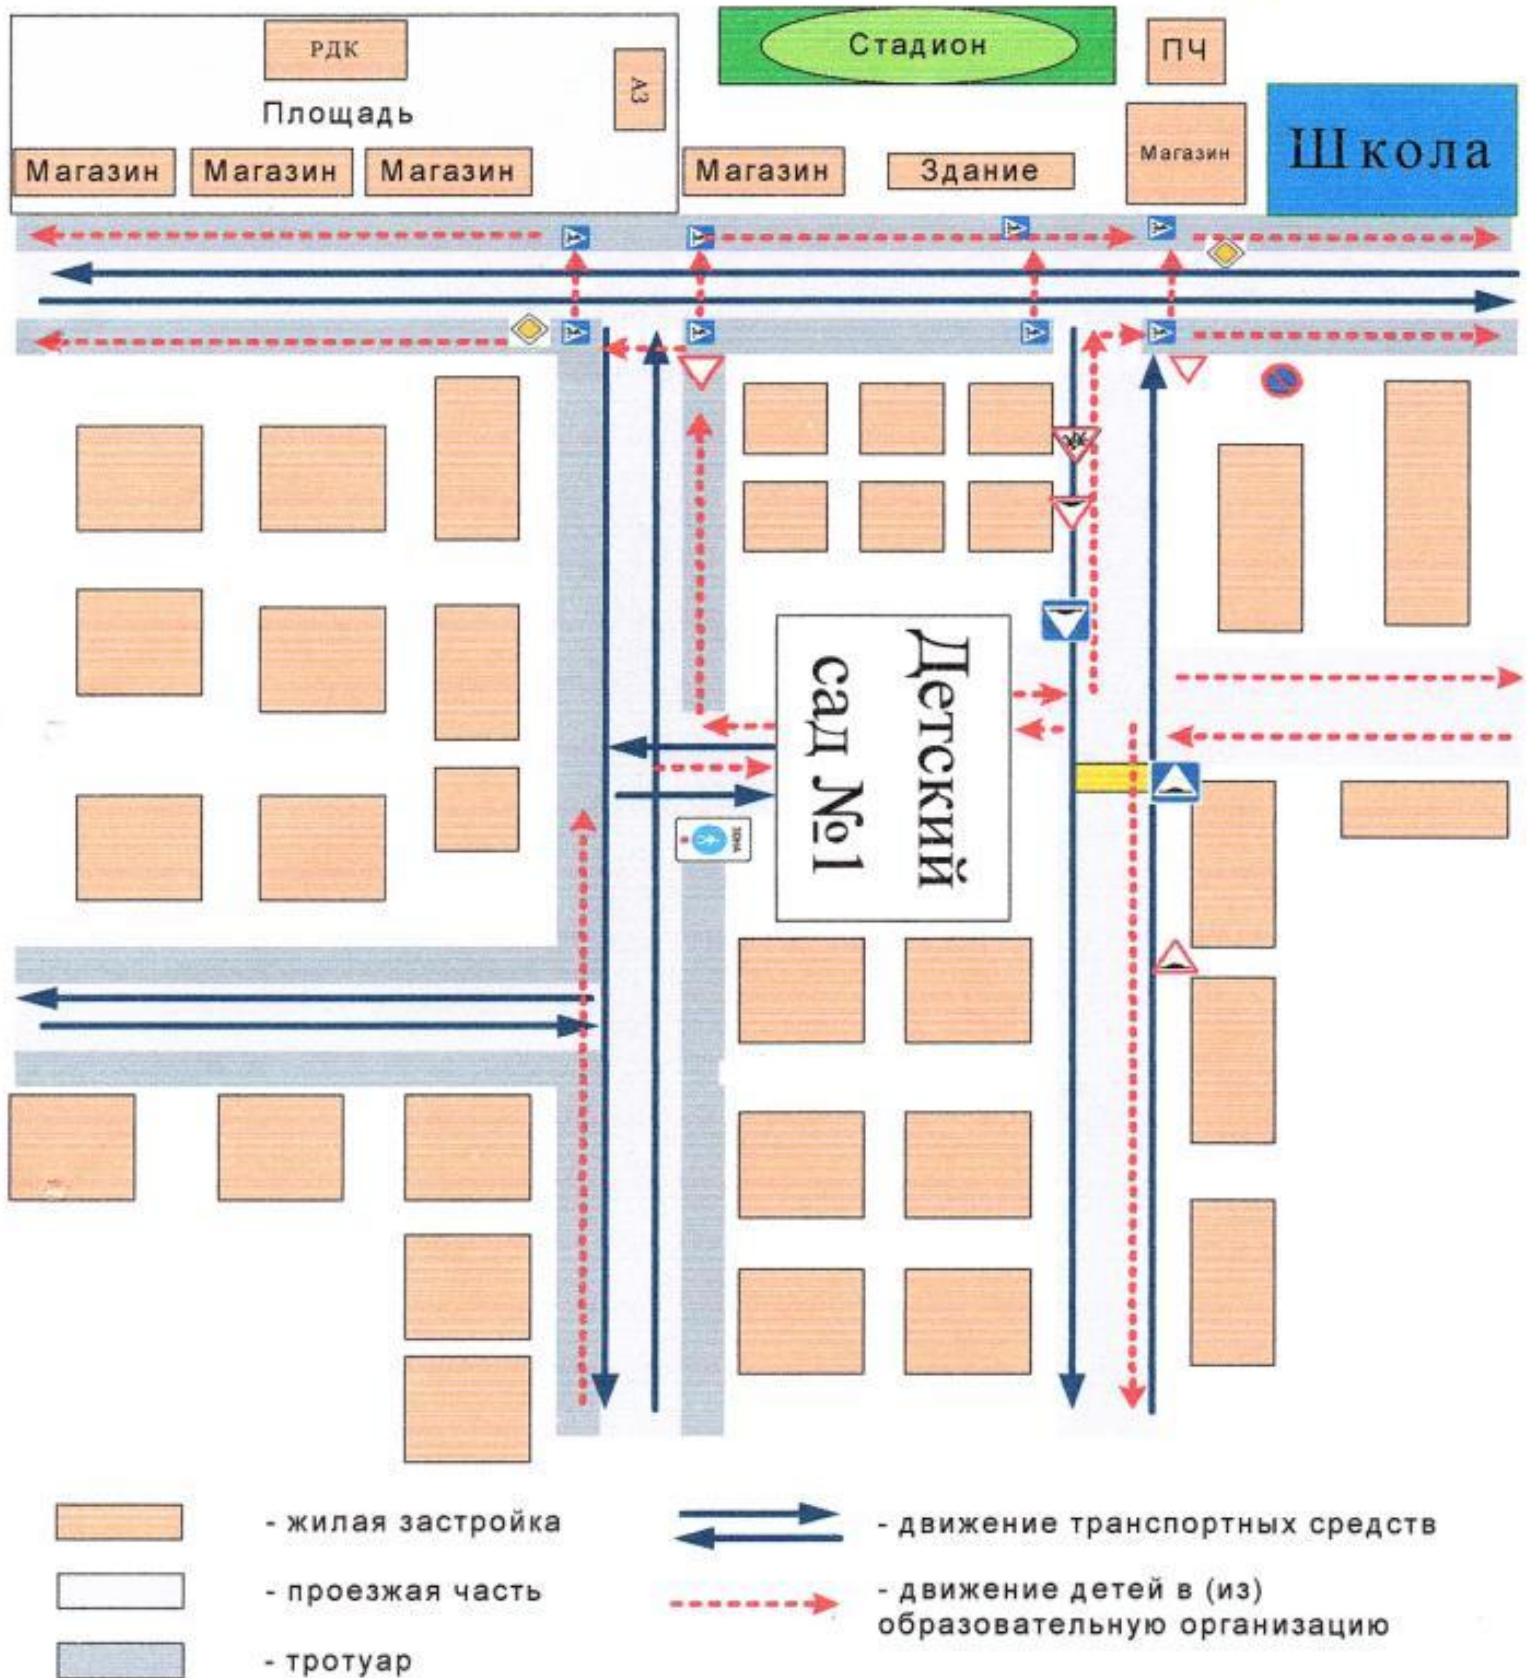 РДК
Стадион
ПЧ
АЗ
Площадь
Магазин
Магазин
Магазин
Магазин
Здание
Магазин
Школа
Детский
сад №1
ЗОНА
- жилая застройка
- движение транспортных средств
- проезжая часть
- движение детей в (из)
образовательную организацию
- тротуар